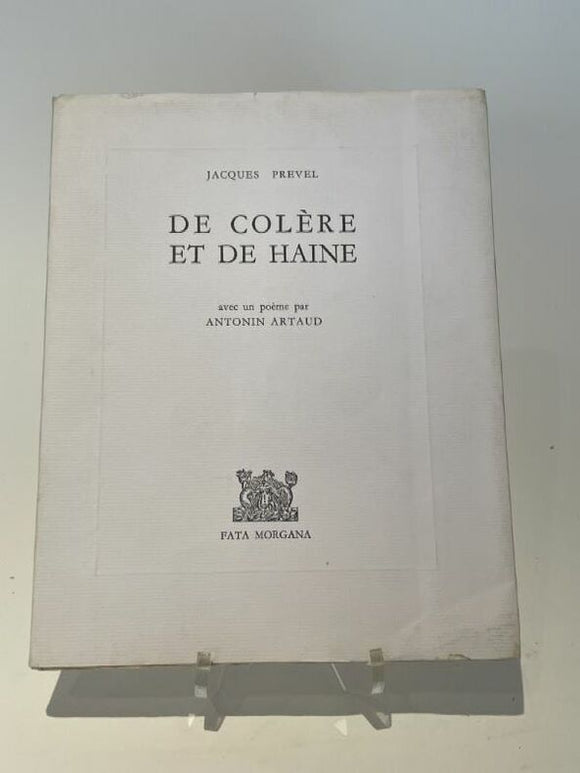 JACQUES PREVEL
DE COLÈRE
ET DE HAINE
avec un poème par
ANTONIN ARTAUD
FATA MORGANA